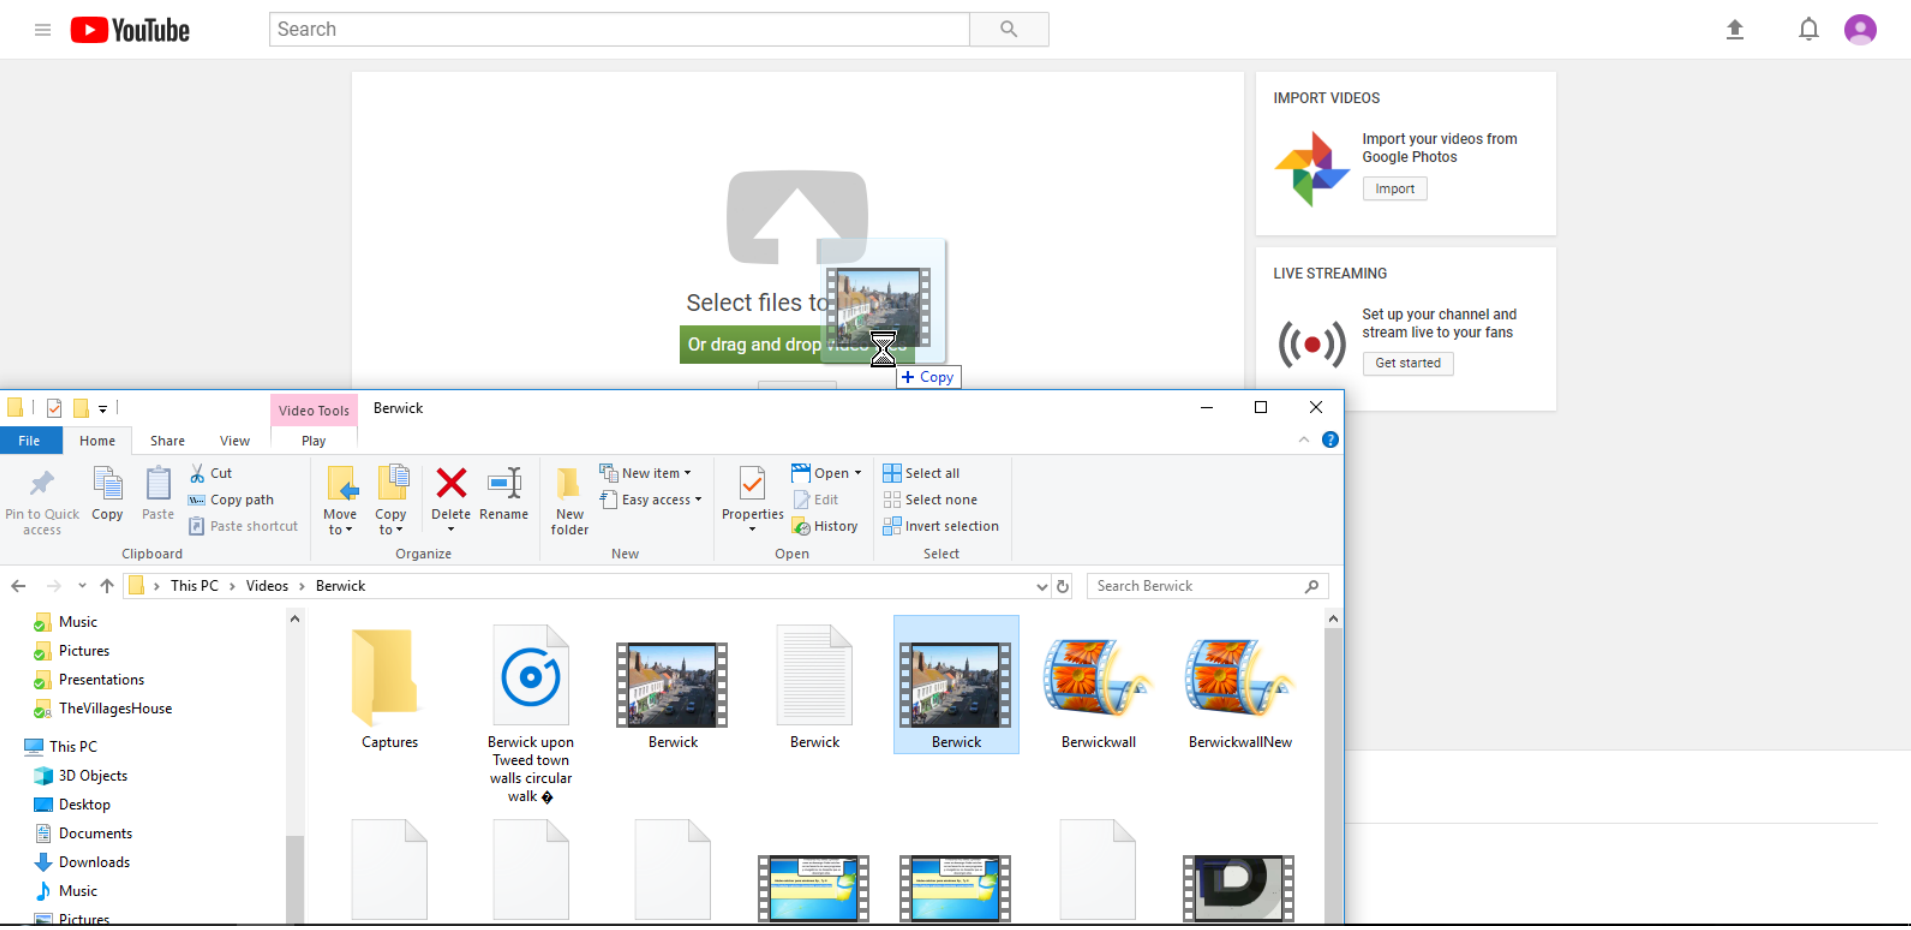 YouTube
Search
IMPORT VIDEOS
Import your videos from
Google Photos
Import
LIVE STREAMING
Set up your channel and
stream live to your fans
Get started
Select files to
Or drag and drop video
+ Copy
Video Tools
Berwick
File
Home
Share
View
Play
Pin to Quick
access
Copy
Paste
Cut
Copy path
Paste shortcut
Clipboard
Move
to
Copy
to
Delete
Rename
Organize
New
folder
New item
Easy access
New
Properties
Open
Edit
History
Open
Select all
Select none
Invert selection
Select
This PC > Videos > Berwick
Search Berwick
Music
Pictures
Presentations
TheVillagesHouse
This PC
3D Objects
Desktop
Documents
Downloads
Music
Pictures
Captures
Berwick upon
Tweed town
walls circular
walk �
Berwick
Berwick
Berwick
Berwickwall
BerwickwallNew